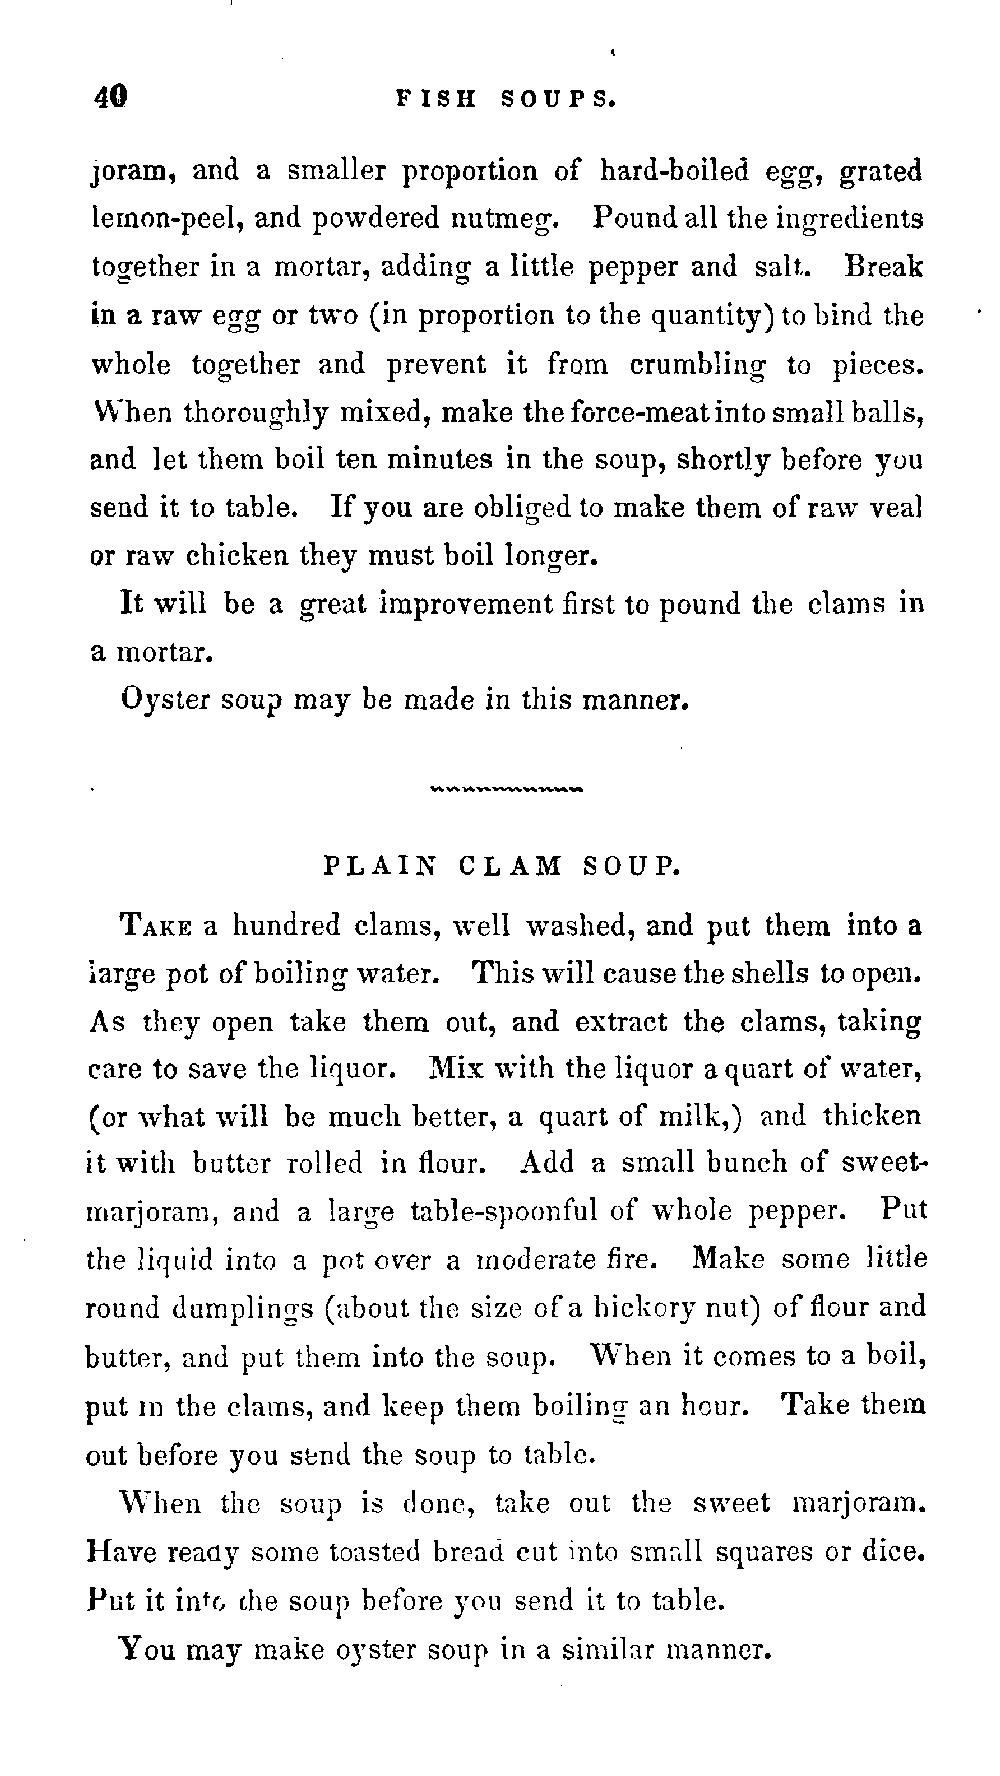 40 FISH SOUPS.
joram, and a smaller proportion of hard-boiled egg, grated
lemon-peel, and powdered nutmeg. Pound all the ingredients
together in a mortar, adding a little pepper and salt. Break
in a raw egg or two (in proportion to the quantity) to bind the
whole together and prevent it from crumbling to pieces.
When thoroughly mixed, make the force-meat into small balls,
and let them boil ten minutes in the soup, shortly before you
send it to table. If you are obliged to make them of raw veal
or raw chicken they must boil longer.
It will be a great improvement first to pound the clams in
a mortar.
Oyster soup may be made in this manner.
PLAIN CLAM SOUP.
TAKE a hundred clams, well washed, and put them into a
large pot of boiling water. This will cause the shells to open.
As they open take them out, and extract the clams, taking
care to save the liquor. Mix with the liquor a quart of water,
(or what will be much better, a quart of milk,) and thicken
it with butter rolled in flour. Add a small bunch of sweet-
marjoram, and a large table-spoonful of whole pepper. Put
the liquid into a pot over a moderate fire. Make some little
round dumplings (about the size of a hickory nut) of flour and
butter, and put them into the soup. When it comes to a boil,
put in the clams, and keep them boiling an hour. Take them
out before you send the soup to table.
When the soup is done, take out the sweet marjoram.
Have ready some toasted bread cut into small squares or dice.
Put it into the soup before you send it to table.
You may make oyster soup in a similar manner.